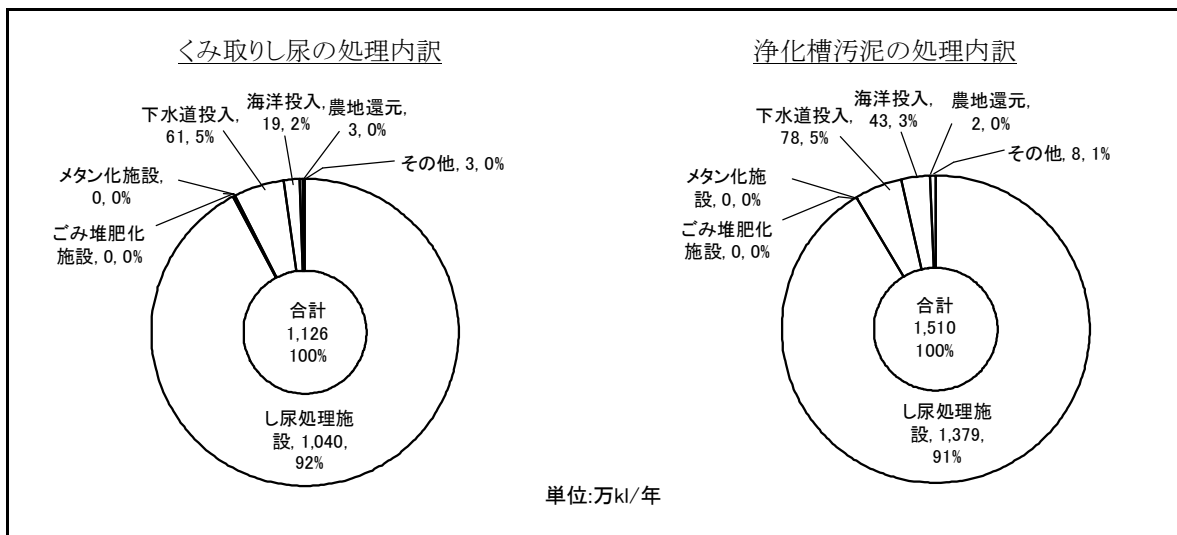 くみ取りし尿の処理内訳
下水道投入,
61, 5%
海洋投入,
19, 2%
農地還元,
3, 0%
その他, 3, 0%
メタン化施設,
0, 0%
ごみ堆肥化
施設, 0, 0%
合計
1,126
100%
し尿処理施
設, 1,040,
92%
浄化槽汚泥の処理内訳
下水道投入,
78, 5%
海洋投入,
43, 3%
農地還元,
2, 0%
その他, 8, 1%
メタン化施
設, 0, 0%
ごみ堆肥化
施設, 0, 0%
合計
1,510
100%
し尿処理施
設, 1,379,
91%
単位:万kl/年